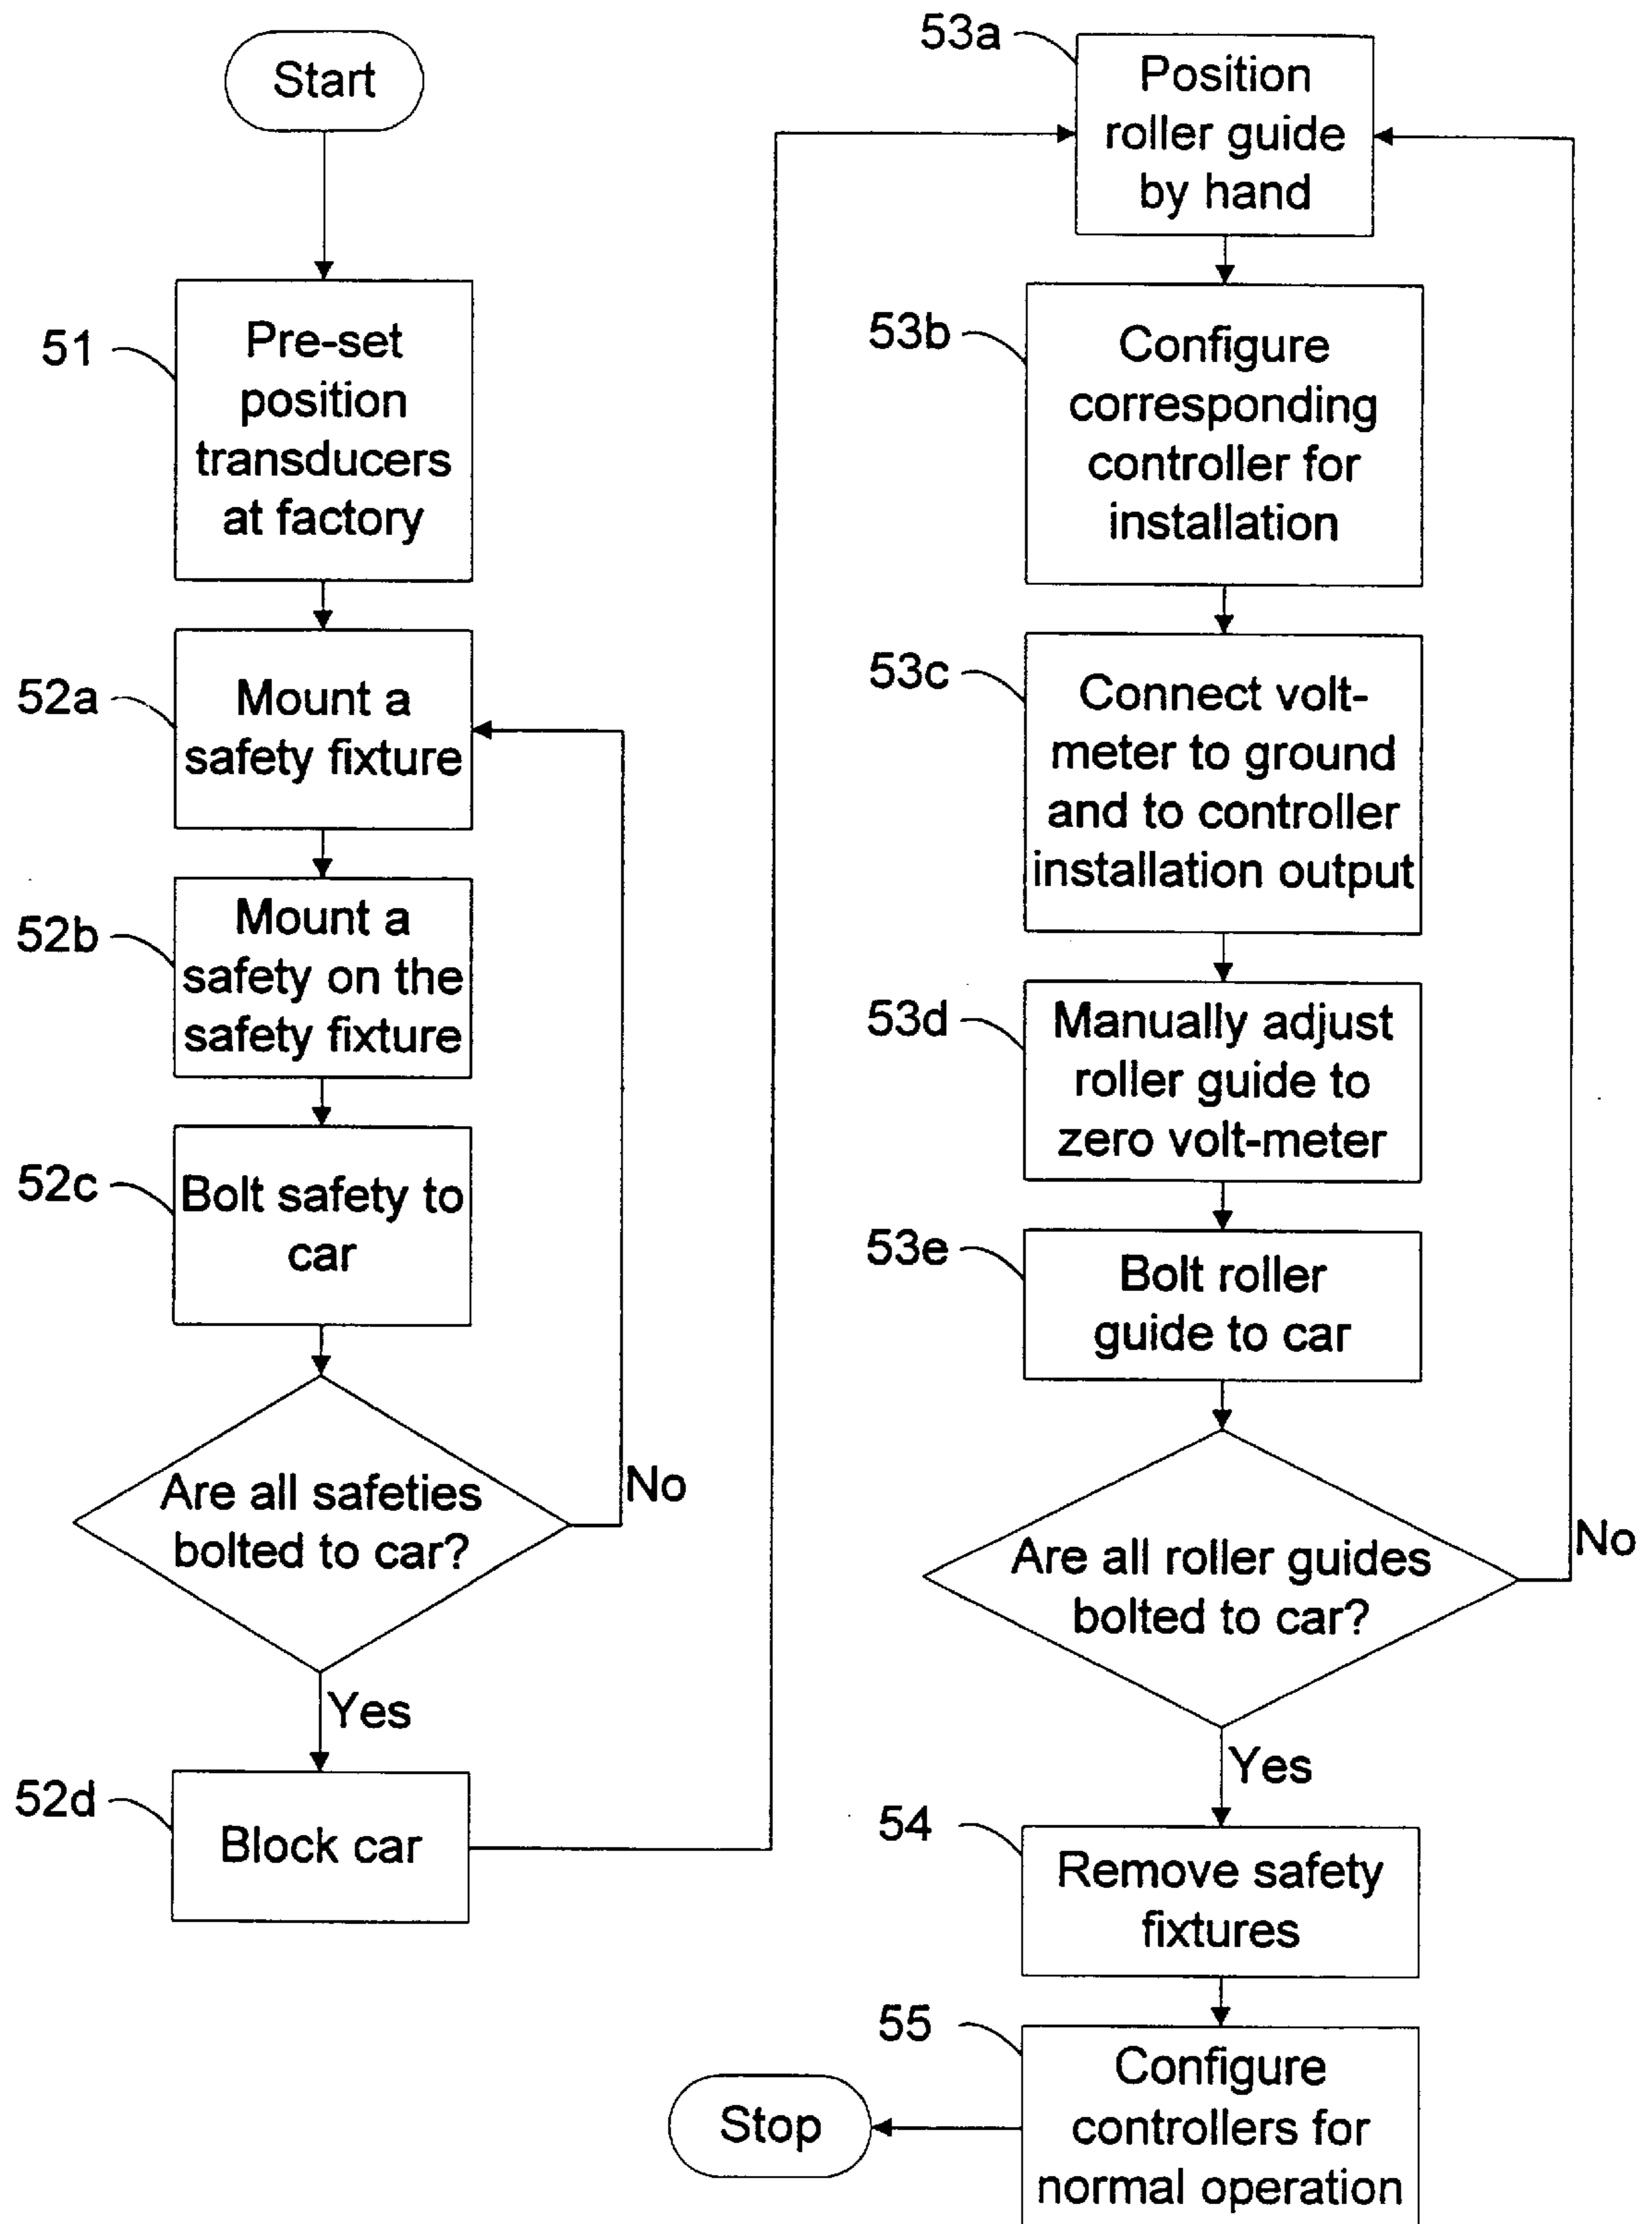 Start
51
Pre-set
position
transducers
at factory
52a
Mount a
safety fixture
52b
Mount a
safety on the
safety fixture
52c
Bolt safety to
car
Are all safeties
bolted to car?
No
Yes
52d
Block car
53a
Position
roller guide
by hand
53b
Configure
corresponding
controller for
installation
53c
Connect volt-
meter to ground
and to controller
installation output
53d
Manually adjust
roller guide to
zero volt-meter
53e
Bolt roller
guide to car
Are all roller guides
bolted to car?
No
Yes
54
Remove safety
fixtures
55
Configure
controllers for
normal operation
Stop